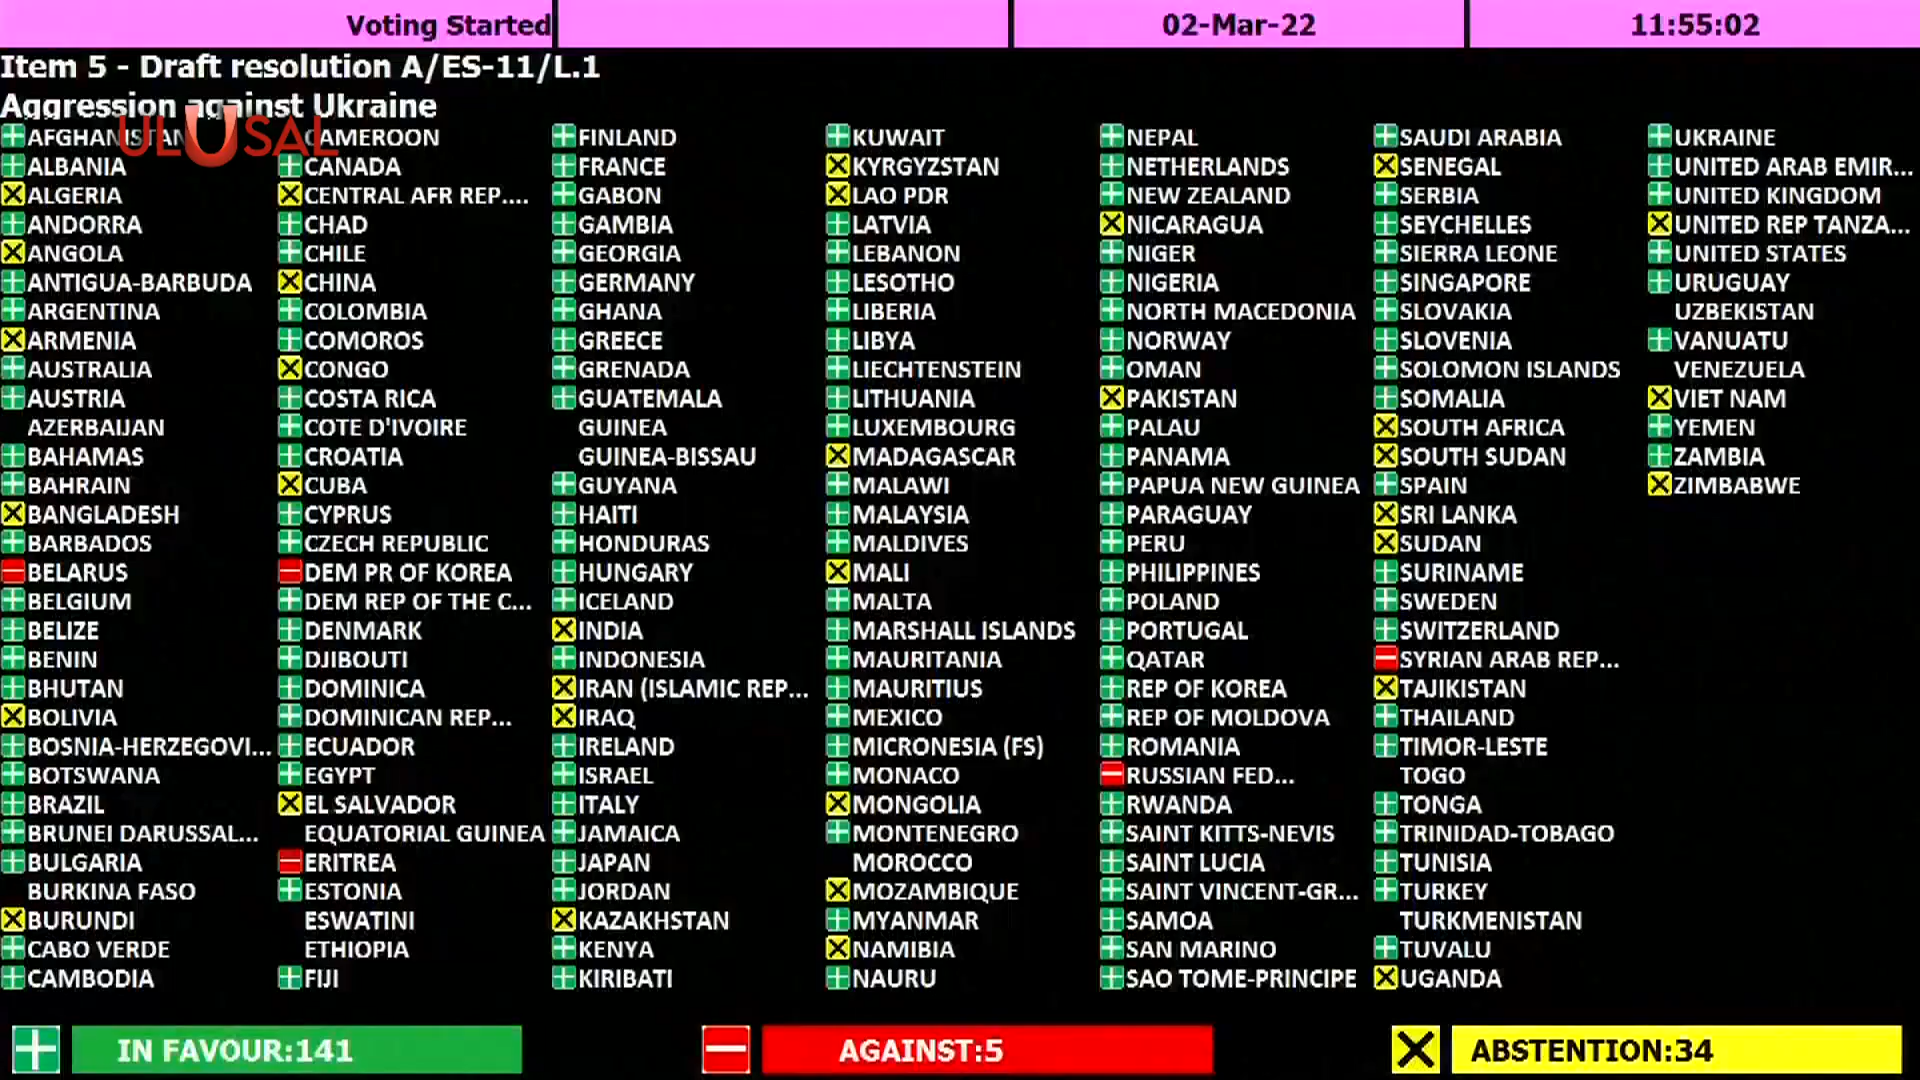 Voting Started
02-Mar-22
11:55:02
Item 5 - Draft resolution A/ES-11/L.1
Aggression against Ukraine
ULUSAL
AFGHANISTAN
ALBANIA
ALGERIA
ANDORRA
ANGOLA
ANTIGUA-BARBUDA
ARGENTINA
ARMENIA
AUSTRALIA
AUSTRIA
AZERBAIJAN
BAHAMAS
BAHRAIN
BANGLADESH
BARBADOS
BELARUS
BELGIUM
BELIZE
BENIN
BHUTAN
BOLIVIA
BOSNIA-HERZEGOVI...
BOTSWANA
BRAZIL
BRUNEI DARUSSAL...
BULGARIA
BURKINA FASO
BURUNDI
CABO VERDE
CAMBODIA
CAMEROON
CANADA
CENTRAL AFR REP....
CHAD
CHILE
CHINA
COLOMBIA
COMOROS
CONGO
COSTA RICA
COTE D'IVOIRE
CROATIA
CUBA
CYPRUS
CZECH REPUBLIC
DEM PR OF KOREA
DEM REP OF THE C...
DENMARK
DJIBOUTI
DOMINICA
DOMINICAN REP...
ECUADOR
EGYPT
EL SALVADOR
EQUATORIAL GUINEA
ERITREA
ESTONIA
ESWATINI
ETHIOPIA
FIJI
FINLAND
FRANCE
GABON
GAMBIA
GEORGIA
GERMANY
GHANA
GREECE
GRENADA
GUATEMALA
GUINEA
GUINEA-BISSAU
GUYANA
HAITI
HONDURAS
HUNGARY
ICELAND
INDIA
INDONESIA
IRAN (ISLAMIC REP...
IRAQ
IRELAND
ISRAEL
ITALY
JAMAICA
JAPAN
JORDAN
KAZAKHSTAN
KENYA
KIRIBATI
KUWAIT
KYRGYZSTAN
LAO PDR
LATVIA
LEBANON
LESOTHO
LIBERIA
LIBYA
LIECHTENSTEIN
LITHUANIA
LUXEMBOURG
MADAGASCAR
MALAWI
MALAYSIA
MALDIVES
MALI
MALTA
MARSHALL ISLANDS
MAURITANIA
MAURITIUS
MEXICO
MICRONESIA (FS)
MONACO
MONGOLIA
MONTENEGRO
MOROCCO
MOZAMBIQUE
MYANMAR
NAMIBIA
NAURU
NEPAL
NETHERLANDS
NEW ZEALAND
NICARAGUA
NIGER
NIGERIA
NORTH MACEDONIA
NORWAY
OMAN
PAKISTAN
PALAU
PANAMA
PAPUA NEW GUINEA
PARAGUAY
PERU
PHILIPPINES
POLAND
PORTUGAL
QATAR
REP OF KOREA
REP OF MOLDOVA
ROMANIA
RUSSIAN FED...
RWANDA
SAINT KITTS-NEVIS
SAINT LUCIA
SAINT VINCENT-GR...
SAMOA
SAN MARINO
SAO TOME-PRINCIPE
SAUDI ARABIA
SENEGAL
SERBIA
SEYCHELLES
SIERRA LEONE
SINGAPORE
SLOVAKIA
SLOVENIA
SOLOMON ISLANDS
SOMALIA
SOUTH AFRICA
SOUTH SUDAN
SPAIN
SRI LANKA
SUDAN
SURINAME
SWEDEN
SWITZERLAND
SYRIAN ARAB REP...
TAJIKISTAN
THAILAND
TIMOR-LESTE
TOGO
TONGA
TRINIDAD-TOBAGO
TUNISIA
TURKEY
TURKMENISTAN
TUVALU
UGANDA
UKRAINE
UNITED ARAB EMIR...
UNITED KINGDOM
UNITED REP TANZA...
UNITED STATES
URUGUAY
UZBEKISTAN
VANUATU
VENEZUELA
VIET NAM
YEMEN
ZAMBIA
ZIMBABWE
IN FAVOUR:141
AGAINST:5
ABSTENTION:34